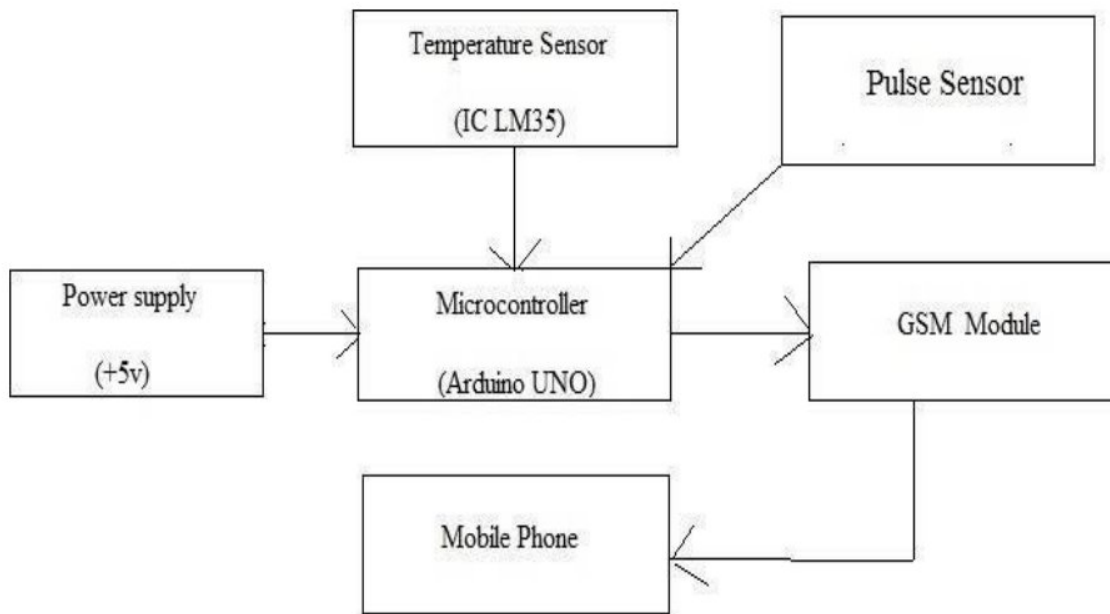 Temperature Sensor
(IC LM35)
Pulse Sensor
Power supply
(+5v)
Microcontroller
(Arduino UNO)
GSM Module
Mobile Phone